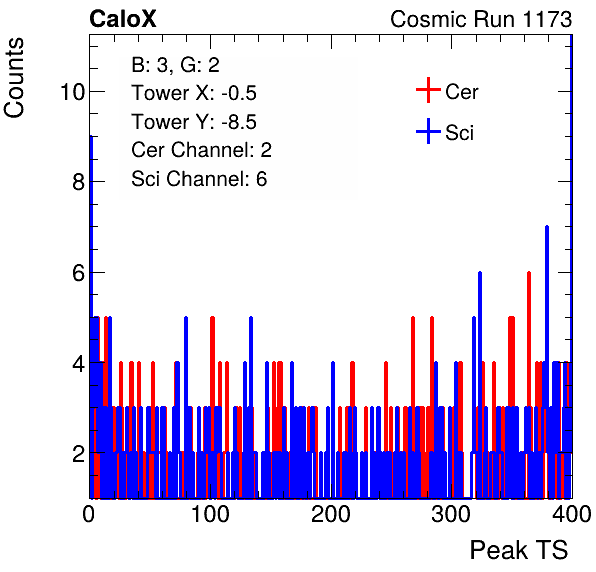 CaloX
Cosmic Run 1173
Counts
B: 3, G: 2
Tower X: -0.5
Tower Y: -8.5
Cer Channel: 2
Sci Channel: 6
Cer
Sci
10
8
6
4
2
0
100
200
300
400
Peak TS